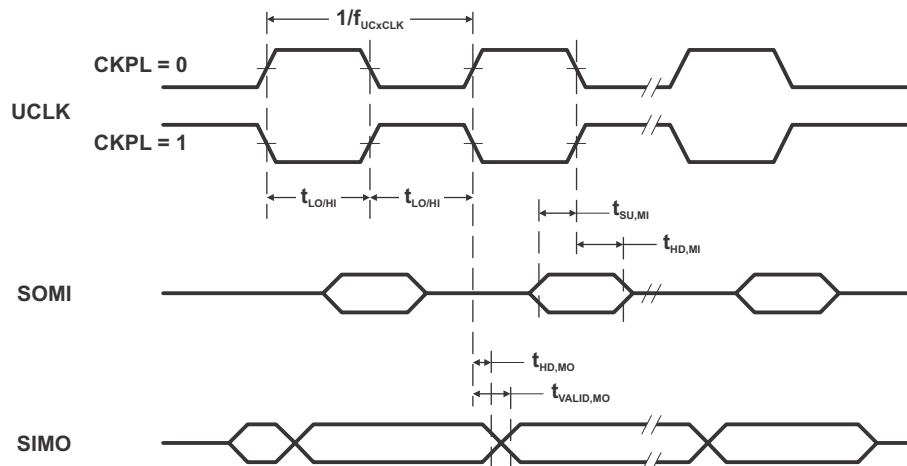 1/fUCxCLK
CKPL = 0
UCLK
CKPL = 1
tLO/HI tLO/HI
tSU,MI
tHD,MI
SOMI
tHD,MO
tVALID,MO
SIMO